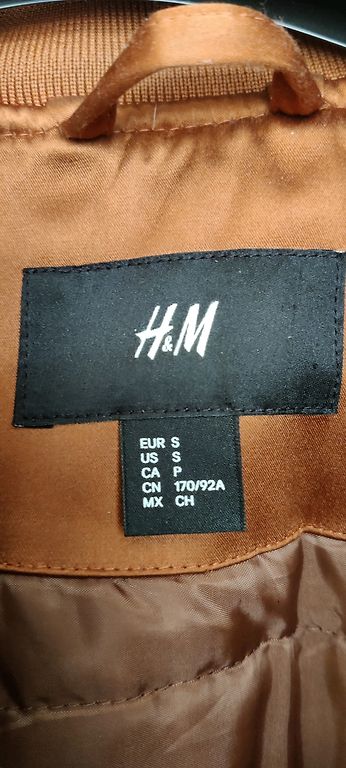 H&M
EUR S
US S
CA P
CN 170/92A
MX CH